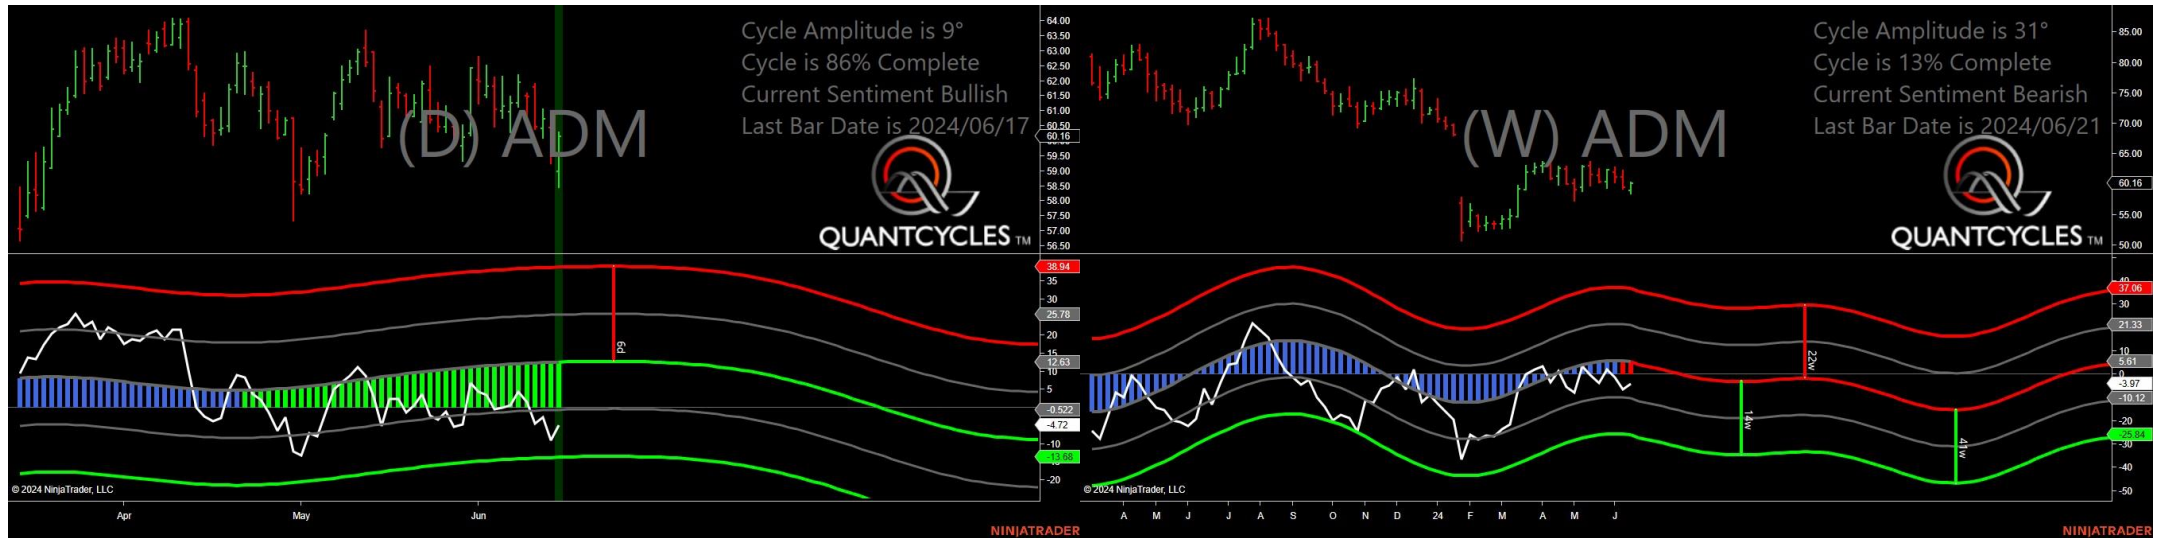 Cycle Amplitude is 9°
Cycle is 86% Complete
Current Sentiment Bullish
Last Bar Date is 2024/06/17
(D) ADM
QUANTCYCLES TM
64.00
63.50
63.00
62.50
62.00
61.50
61.00
60.50
60.16
59.50
59.00
58.50
58.00
57.50
57.00
56.50
38.94
35
30
25.78
20
15
12.63
10
5
-0.522
-4.72
-10
-13.68
-20
6d
© 2024 NinjaTrader, LLC
Apr May Jun
NINJATRADER
Cycle Amplitude is 31°
Cycle is 13% Complete
Current Sentiment Bearish
Last Bar Date is 2024/06/21
(W) ADM
QUANTCYCLES TM
85.00
80.00
75.00
70.00
65.00
60.16
55.00
50.00
40
37.06
30
21.33
10
5.61
0
-3.97
-10.12
-20
-25.84
-30
-40
-50
22w
14w
41w
© 2024 NinjaTrader, LLC
A M J J A S O N D 24 F M A M J
NINJATRADER